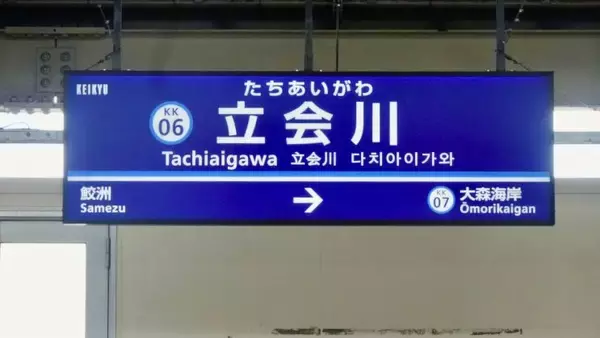 KEIKYU
たちあいがわ
KK
06
立会川
Tachiaigawa 立会川 다치아이가와
鮫洲
Samezu
→
KK
07
大森海岸
Ōmorikaigan